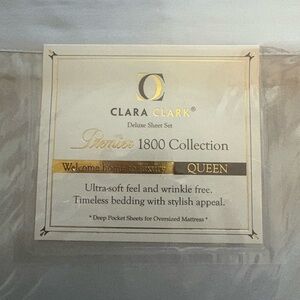 CLARA CLARK®
Deluxe Sheet Set
Premier 1800 Collection
Welcome home to luxury QUEEN
Ultra-soft feel and wrinkle free.
Timeless bedding with stylish appeal.
* Deep Pocket Sheets for Oversized Mattress *